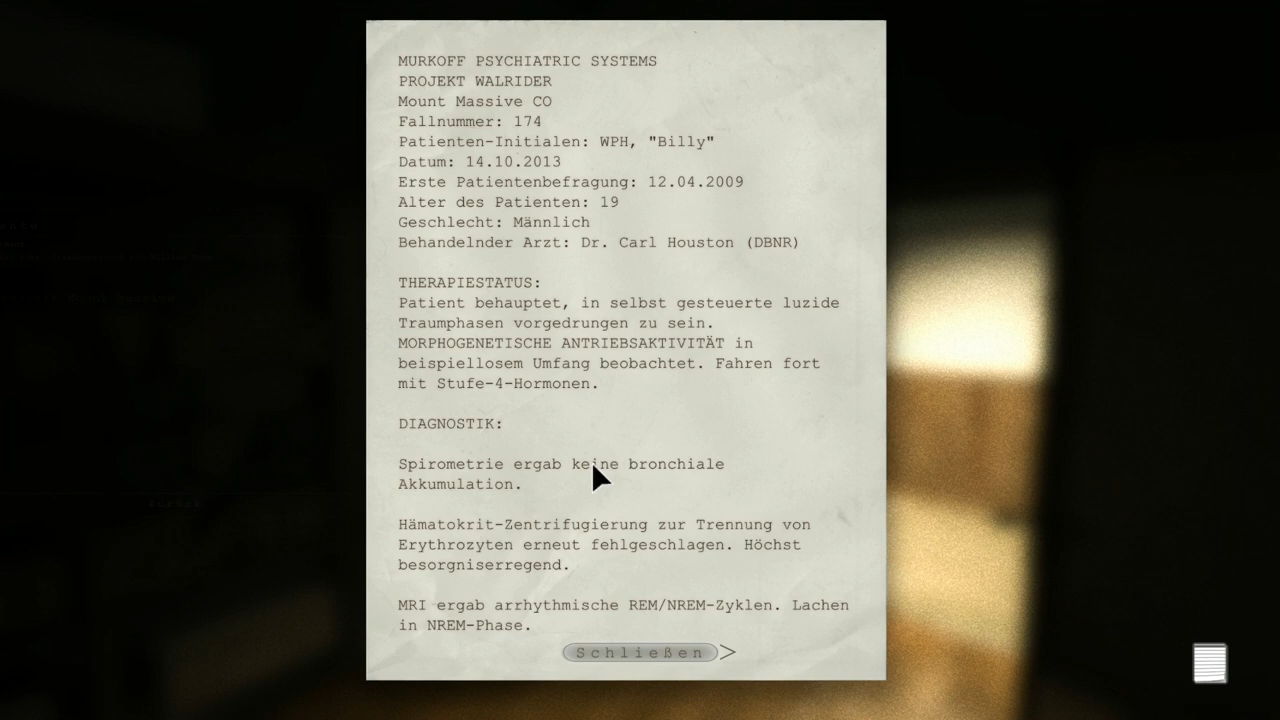 MURKOFF PSYCHIATRIC SYSTEMS
PROJEKT WALRIDER
Mount Massive CO
Fallnummer: 174
Patienten-Initialen: WPH, "Billy"
Datum: 14.10.2013
Erste Patientenbefragung: 12.04.2009
Alter des Patienten: 19
Geschlecht: Männlich
Behandelnder Arzt: Dr. Carl Houston (DBNR)
THERAPIESTATUS:
Patient behauptet, in selbst gesteuerte luzide
Traumphasen vorgedrungen zu sein.
MORPHOGENETISCHE ANTRIEBSAKTIVITÄT in
beispiellosem Umfang beobachtet. Fahren fort
mit Stufe-4-Hormonen.
DIAGNOSTIK:
Spirometrie ergab keine bronchiale
Akkumulation.
Hämatokrit-Zentrifugierung zur Trennung von
Erythrozyten erneut fehlgeschlagen. Höchst
besorgniserregend.
MRI ergab arrhythmische REM/NREM-Zyklen. Lachen
in NREM-Phase.
Schließen >